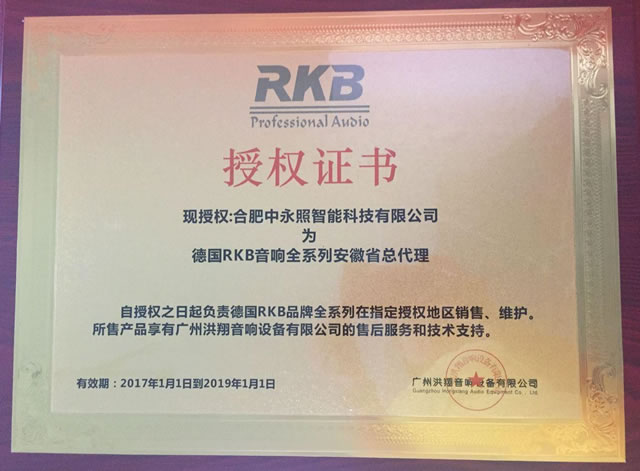 RKB
Professional Audio
授权证书
现授权:合肥中永照智能科技有限公司
为
德国RKB音响全系列安徽省总代理
自授权之日起负责德国RKB品牌全系列在指定授权地区销售、维护。
所售产品享有广州洪翔音响设备有限公司的售后服务和技术支持。
有效期：2017年1月1日到2019年1月1日
广州洪翔音响设备有限公司
Guangzhou Hongxiang Audio Equipment Co., Ltd.